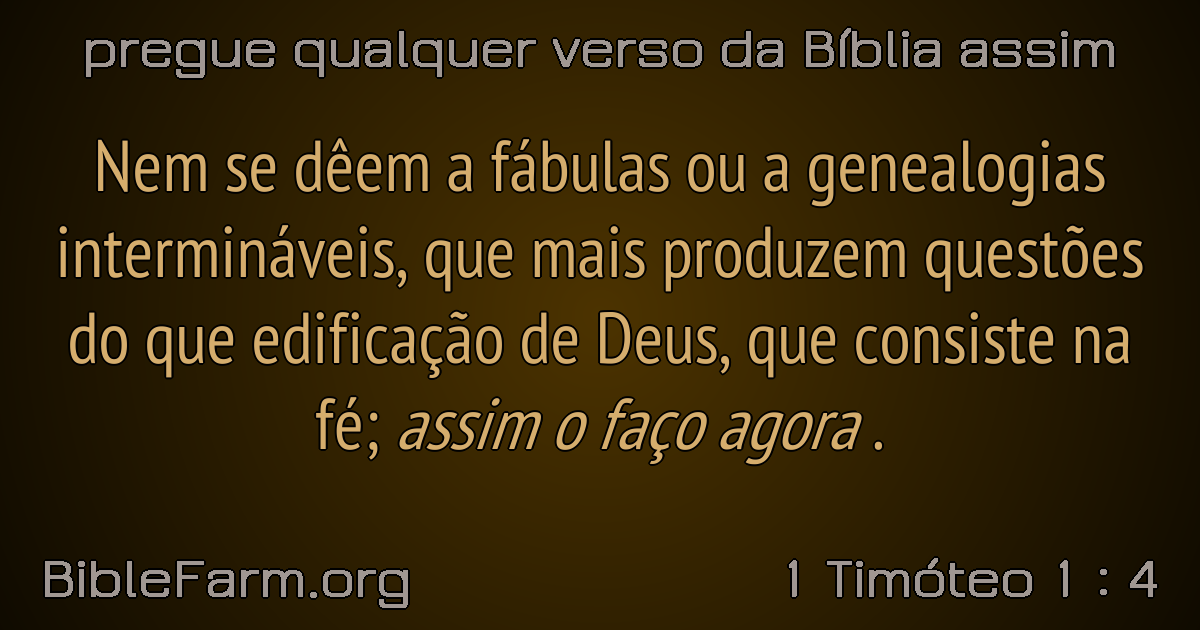 pregue qualquer verso da Bíblia assim
Nem se dêem a fábulas ou a genealogias
intermináveis, que mais produzem questões
do que edificação de Deus, que consiste na
fé; assim o faço agora .
BibleFarm.org
1 Timóteo 1 : 4